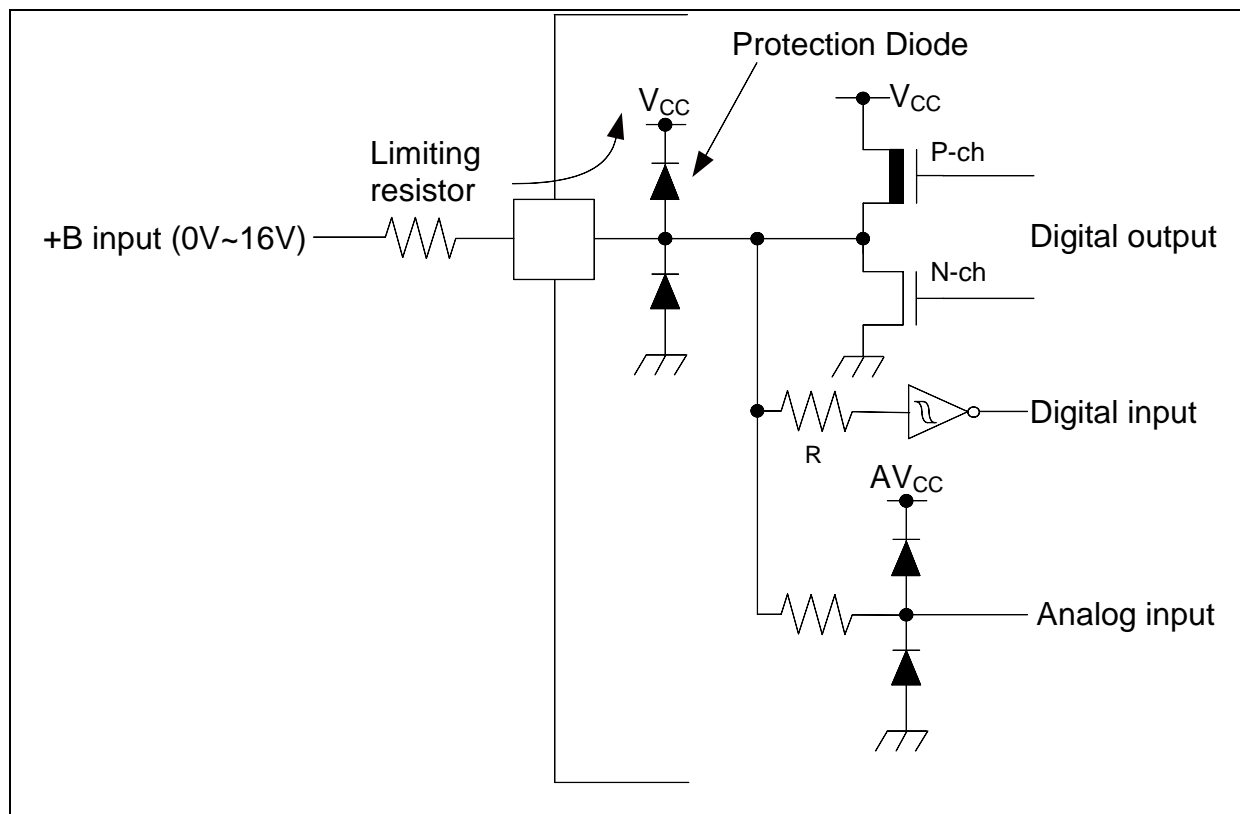 Protection Diode
VCC
VCC
Limiting
resistor
P-ch
+B input (0V~16V)
Digital output
N-ch
Digital input
R
AVCC
Analog input